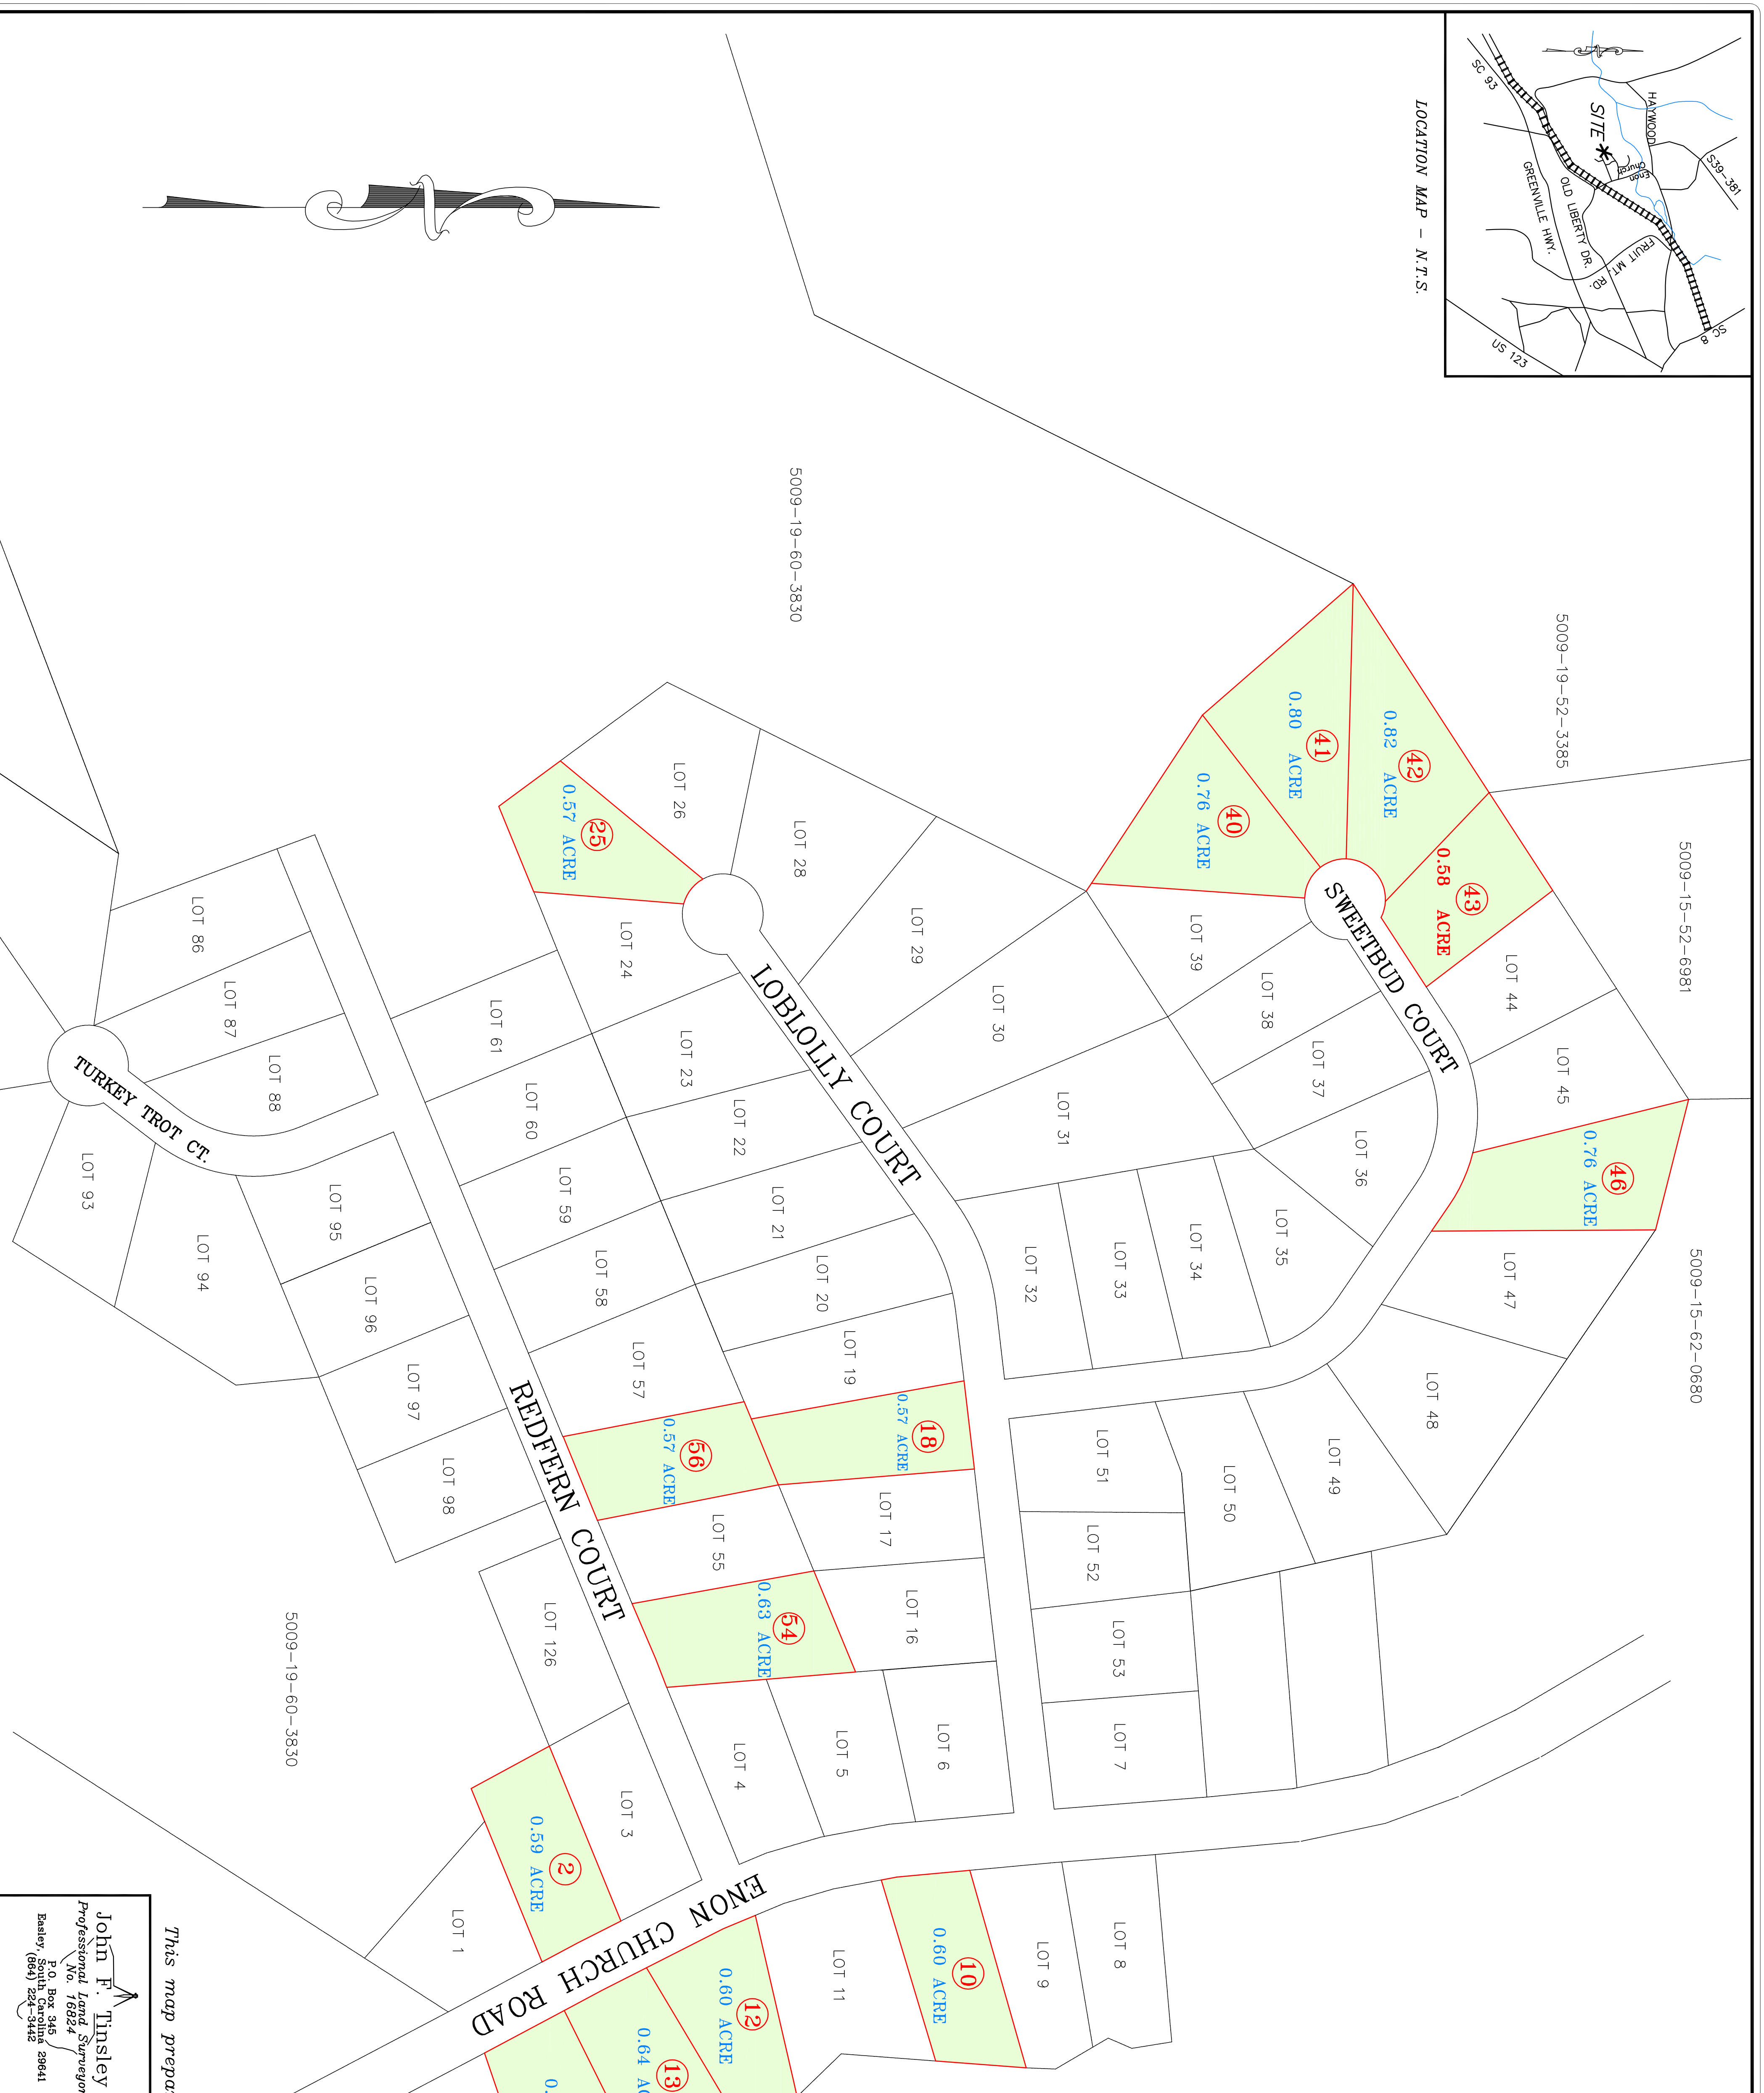 SC 93
HAYWOOD
S39-381
SITE
Enon
Church
GREENVILLE HWY.
OLD LIBERTY DR.
FRUIT MT. RD.
SC 8
US 123
LOCATION MAP - N.T.S.
5009-19-52-3385
5009-15-52-6981
5009-15-62-0680
5009-19-60-3830
42
0.82 ACRE
41
0.80 ACRE
40
0.76 ACRE
43
0.58 ACRE
SWEETBUD COURT
LOT 44
LOT 45
46
0.76 ACRE
LOT 47
LOT 48
LOT 49
LOT 50
LOT 51
LOT 52
LOT 53
LOT 7
LOT 39
LOT 38
LOT 37
LOT 36
LOT 35
LOT 34
LOT 33
LOT 32
LOT 31
LOT 30
LOT 29
LOT 28
LOT 26
25
0.57 ACRE
LOBLOLLY COURT
LOT 24
LOT 23
LOT 22
LOT 21
LOT 20
LOT 19
18
0.57 ACRE
LOT 17
LOT 16
LOT 6
LOT 5
LOT 4
LOT 61
LOT 60
LOT 59
LOT 58
LOT 57
56
0.57 ACRE
LOT 55
54
0.63 ACRE
REDFERN COURT
LOT 86
LOT 87
LOT 88
TURKEY TROT CT.
LOT 93
LOT 94
LOT 95
LOT 96
LOT 97
LOT 98
LOT 126
LOT 3
2
0.59 ACRE
LOT 1
5009-19-60-3830
ENON CHURCH ROAD
LOT 8
LOT 9
10
0.60 ACRE
LOT 11
12
0.60 ACRE
13
0.64 AC
0.
This map prepa
John F. Tinsley
Professional Land Surveyor
No. 16824
P.O. Box 345
Easley, South Carolina 29641
(864) 224-3442